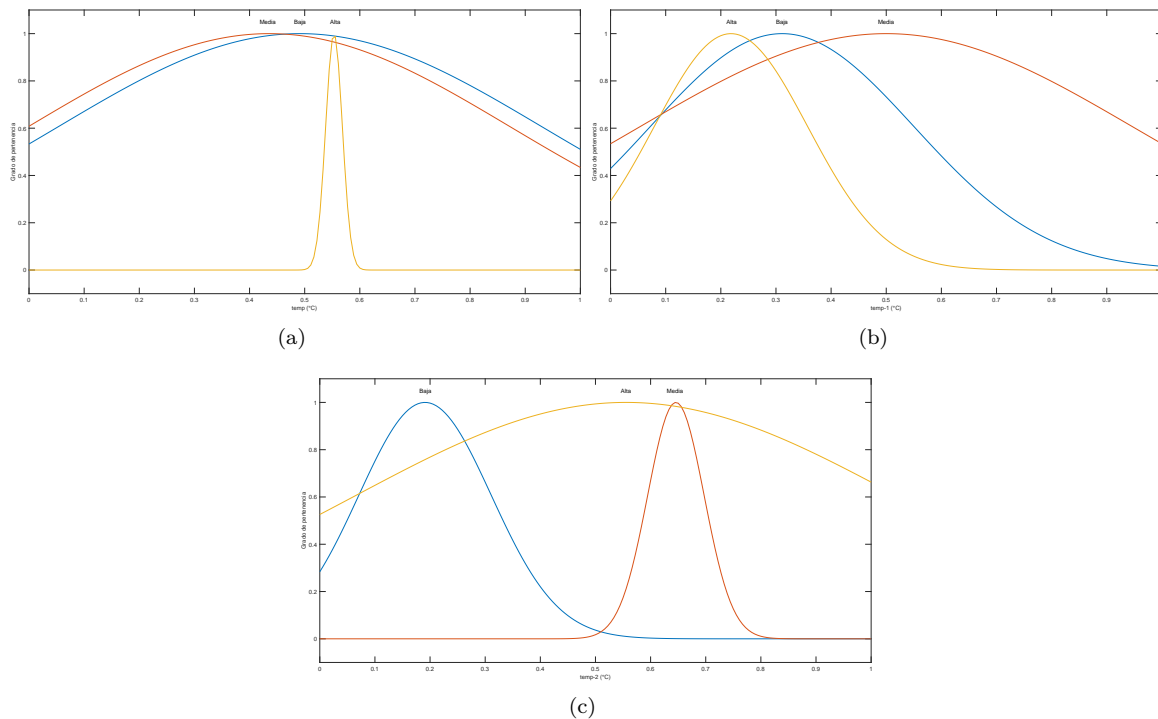 Media Baja Alta
1
0.8
0.6
0.4
0.2
0
Grado de pertenencia
0 0.1 0.2 0.3 0.4 0.5 0.6 0.7 0.8 0.9 1
temp (°C)
(a)
Alta Baja Media
1
0.8
0.6
0.4
0.2
0
Grado de pertenencia
0 0.1 0.2 0.3 0.4 0.5 0.6 0.7 0.8 0.9
temp-1 (°C)
(b)
Baja Alta Media
1
0.8
0.6
0.4
0.2
0
Grado de pertenencia
0 0.1 0.2 0.3 0.4 0.5 0.6 0.7 0.8 0.9 1
temp-2 (°C)
(c)